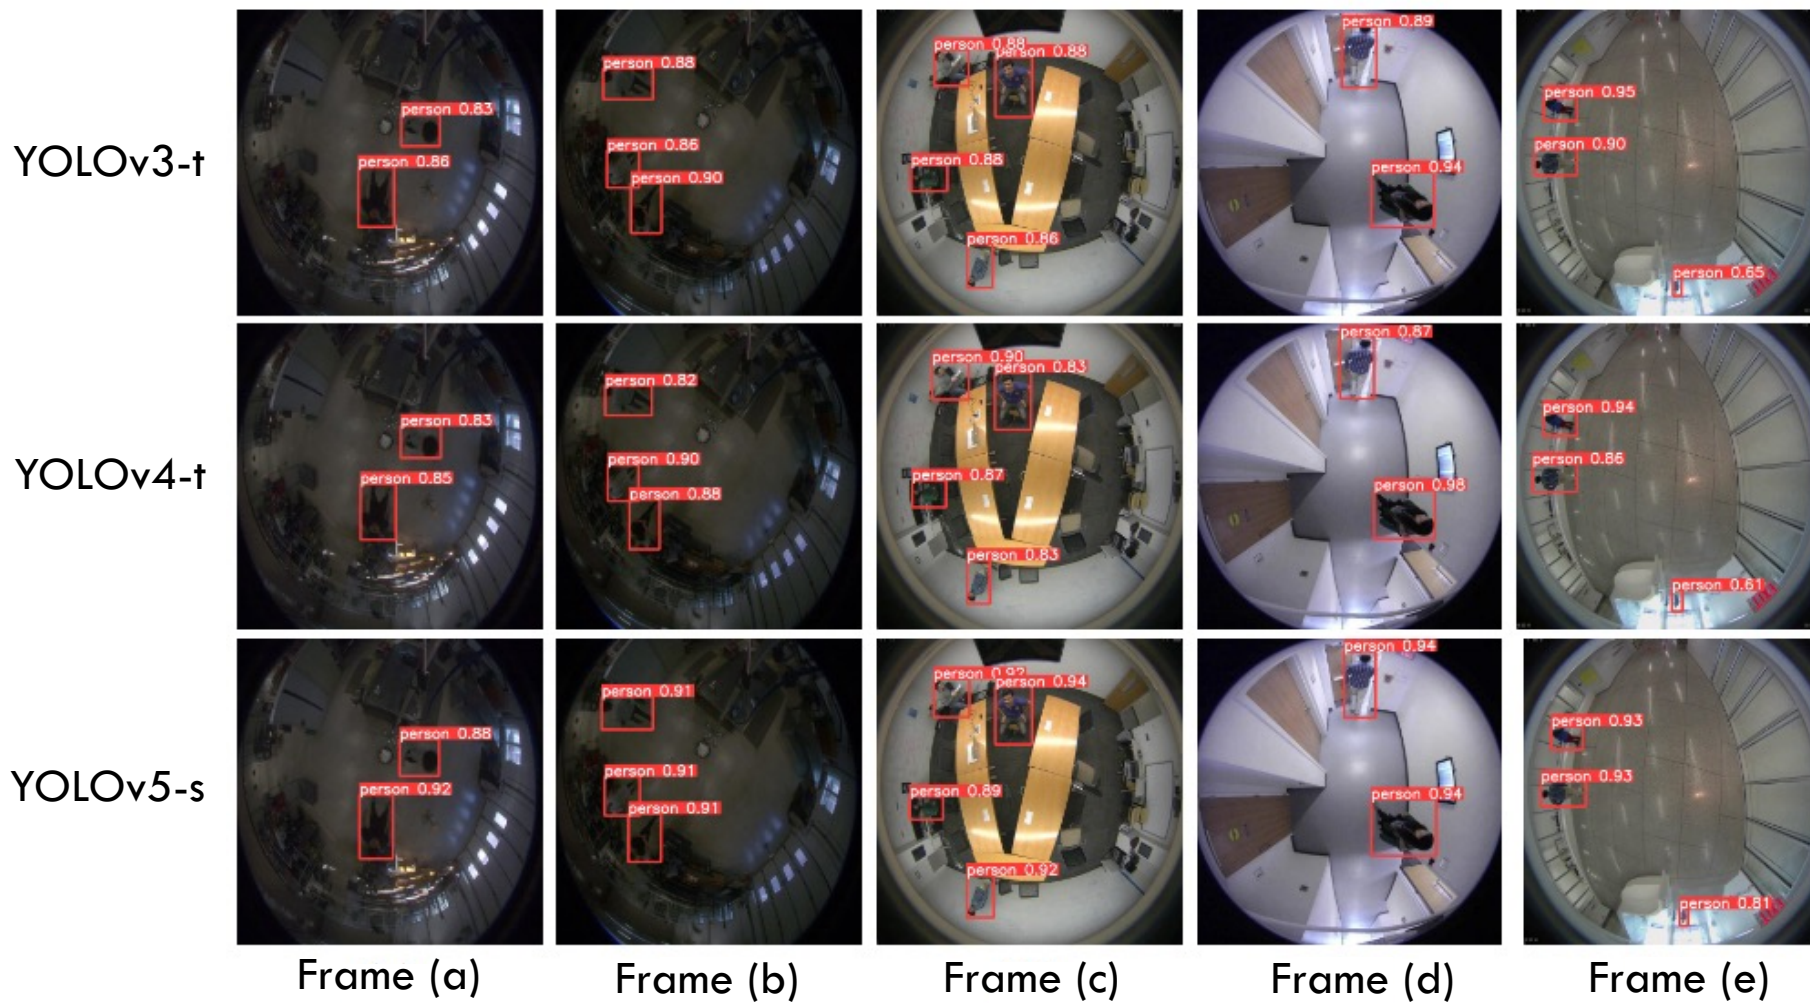 YOLOv3-t
person 0.83
person 0.86
person 0.88
person 0.86
person 0.90
person 0.88
person 0.88
person 0.88
person 0.86
person 0.89
person 0.94
person 0.95
person 0.90
person 0.65
YOLOv4-t
person 0.83
person 0.85
person 0.82
person 0.90
person 0.88
person 0.90
person 0.83
person 0.87
person 0.83
person 0.87
person 0.98
person 0.94
person 0.86
person 0.61
YOLOv5-s
person 0.88
person 0.92
person 0.91
person 0.91
person 0.91
person 0.92
person 0.94
person 0.89
person 0.92
person 0.94
person 0.94
person 0.93
person 0.93
person 0.81
Frame (a)
Frame (b)
Frame (c)
Frame (d)
Frame (e)